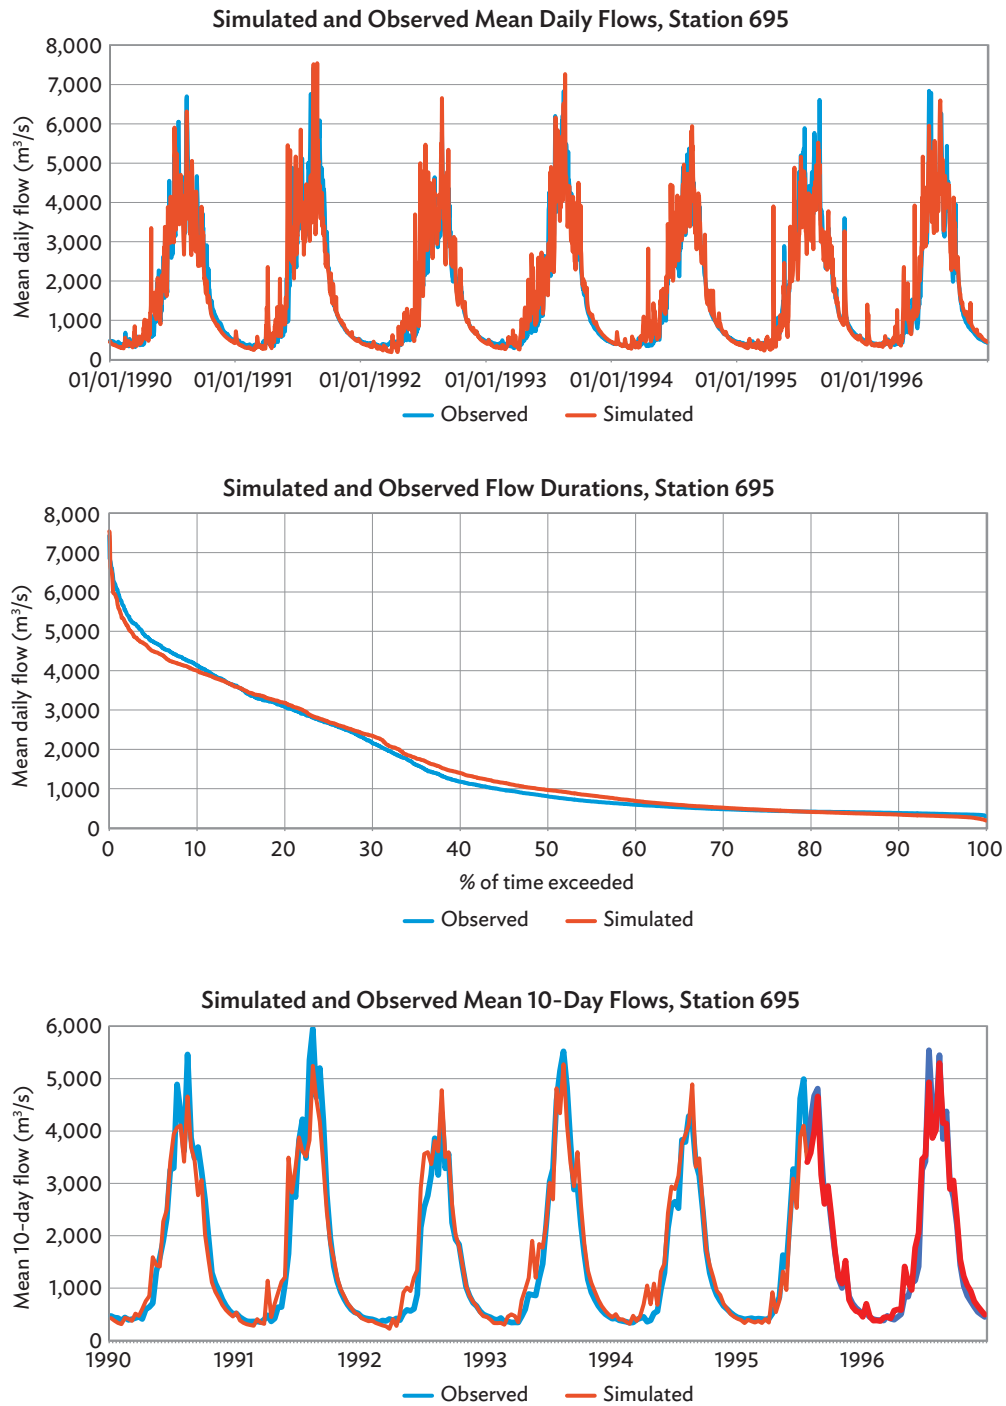 Simulated and Observed Mean Daily Flows, Station 695
8,000
7,000
6,000
5,000
4,000
3,000
2,000
1,000
0
Mean daily flow (m³/s)
01/01/1990 01/01/1991 01/01/1992 01/01/1993 01/01/1994 01/01/1995 01/01/1996
Observed Simulated
Simulated and Observed Flow Durations, Station 695
8,000
7,000
6,000
5,000
4,000
3,000
2,000
1,000
0
Mean daily flow (m³/s)
0 10 20 30 40 50 60 70 80 90 100
% of time exceeded
Observed Simulated
Simulated and Observed Mean 10-Day Flows, Station 695
6,000
5,000
4,000
3,000
2,000
1,000
0
Mean 10-day flow (m³/s)
1990 1991 1992 1993 1994 1995 1996
Observed Simulated